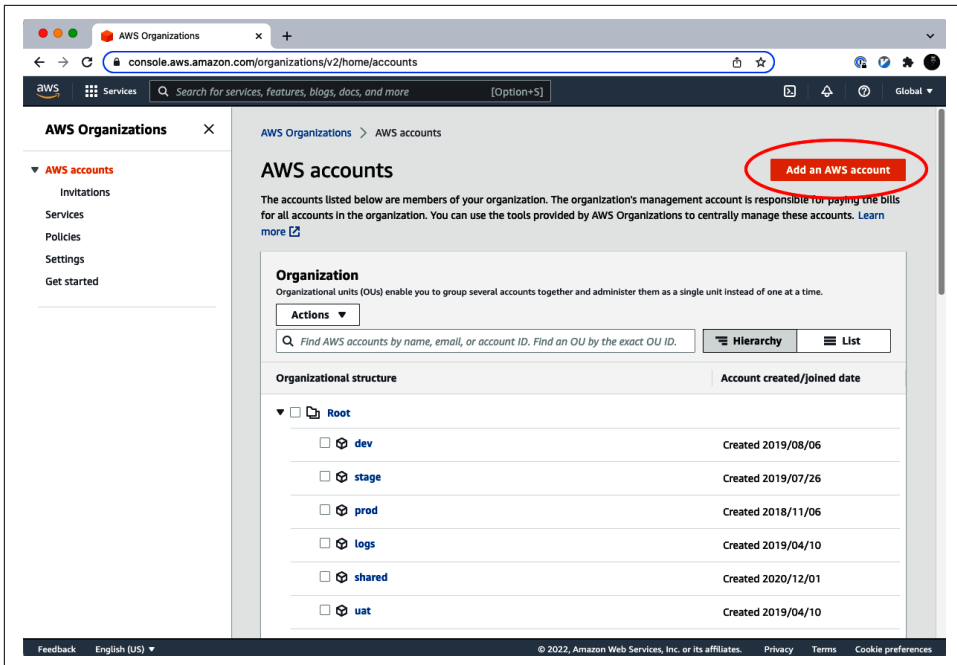 AWS Organizations
console.aws.amazon.com/organizations/v2/home/accounts
aws
Services
Search for services, features, blogs, docs, and more [Option+S]
Global
AWS Organizations
AWS accounts
Invitations
Services
Policies
Settings
Get started
AWS Organizations > AWS accounts
AWS accounts
Add an AWS account
The accounts listed below are members of your organization. The organization's management account is responsible for paying the bills
for all accounts in the organization. You can use the tools provided by AWS Organizations to centrally manage these accounts. Learn
more
Organization
Organizational units (OUs) enable you to group several accounts together and administer them as a single unit instead of one at a time.
Actions
Find AWS accounts by name, email, or account ID. Find an OU by the exact OU ID.
Hierarchy
List
Organizational structure Account created/joined date
Root
dev Created 2019/08/06
stage Created 2019/07/26
prod Created 2018/11/06
logs Created 2019/04/10
shared Created 2020/12/01
uat Created 2019/04/10
Feedback English (US) © 2022, Amazon Web Services, Inc. or its affiliates. Privacy Terms Cookie preferences